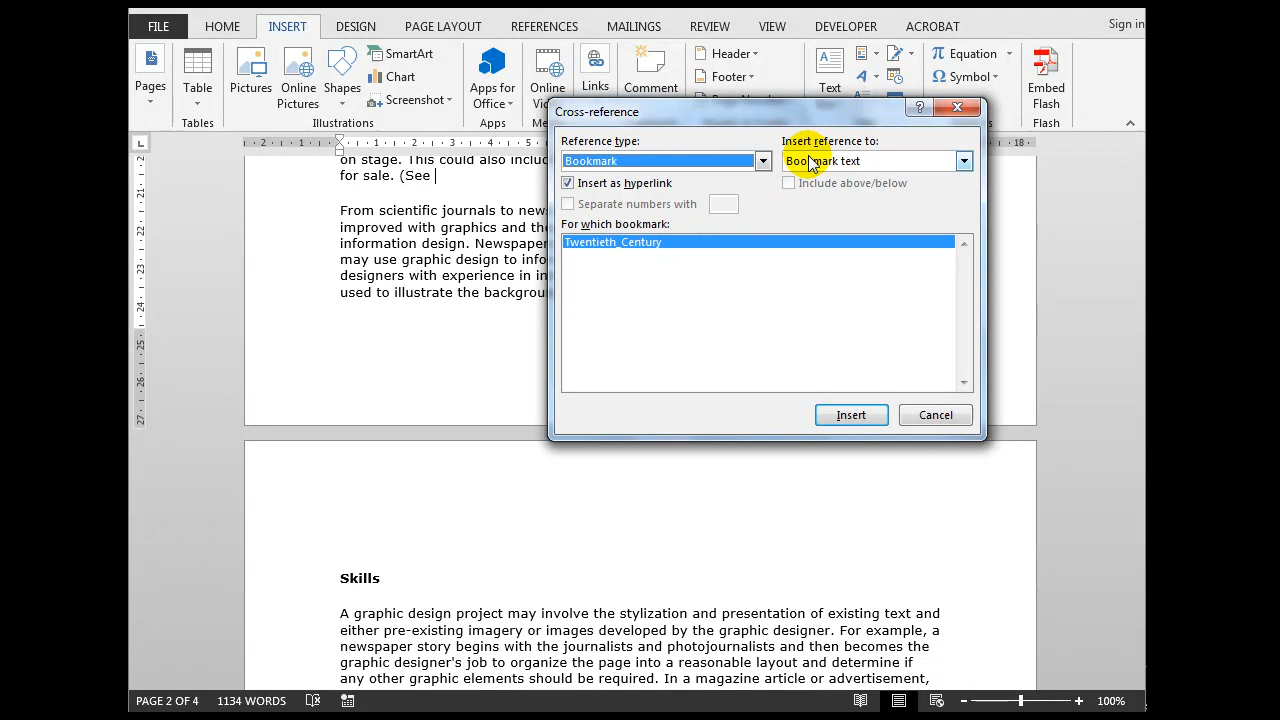 FILE HOME INSERT DESIGN PAGE LAYOUT REFERENCES MAILINGS REVIEW VIEW DEVELOPER ACROBAT Sign in
Pages
Table
Pictures
Online
Pictures
Shapes
SmartArt
Chart
Screenshot
Apps for
Office
Online
Links
Comment
Header
Footer
Text
Equation
Symbol
Embed
Flash
Tables
Illustrations
Apps
Flash
Cross-reference
Reference type:
Insert reference to:
Bookmark
Bookmark text
Insert as hyperlink
Include above/below
Separate numbers with
For which bookmark:
Twentieth_Century
Insert Cancel
on stage. This could also includ
for sale. (See
From scientific journals to news
improved with graphics and tho
information design. Newspaper
may use graphic design to info
designers with experience in in
used to illustrate the backgroun
Skills
A graphic design project may involve the stylization and presentation of existing text and
either pre-existing imagery or images developed by the graphic designer. For example, a
newspaper story begins with the journalists and photojournalists and then becomes the
graphic designer's job to organize the page into a reasonable layout and determine if
any other graphic elements should be required. In a magazine article or advertisement,
PAGE 2 OF 4 1134 WORDS 100%